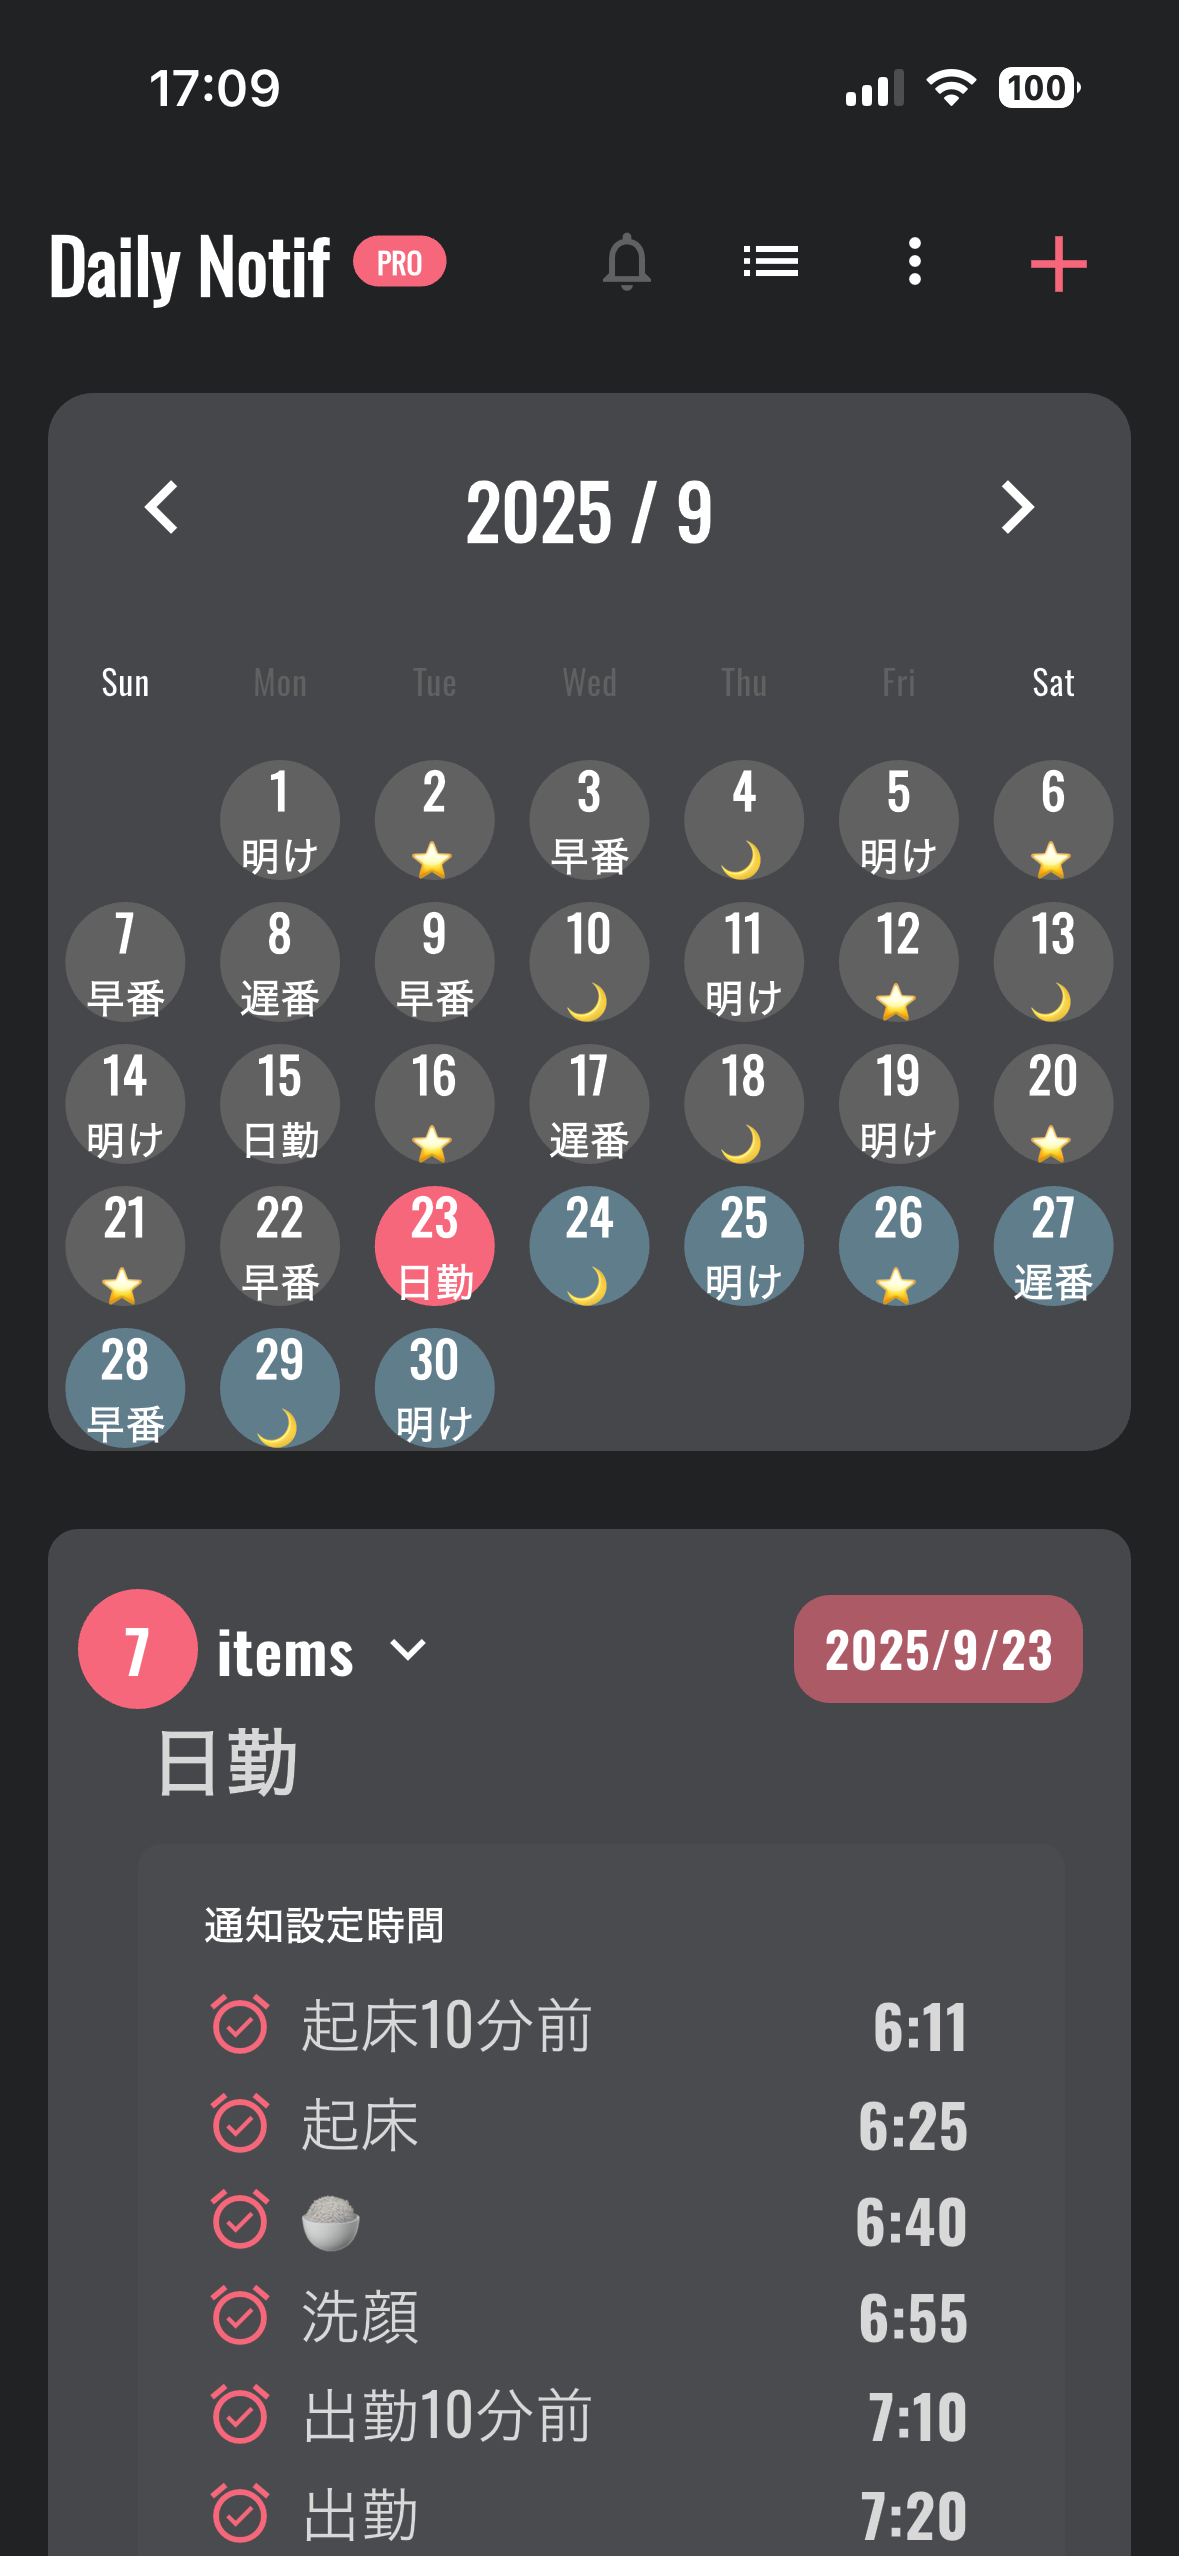 17:09 100
Daily Notif PRO
2025 / 9
Sun Mon Tue Wed Thu Fri Sat
1 2 3 4 5 6
明け ⭐ 早番 🌙 明け ⭐
7 8 9 10 11 12 13
早番 遅番 早番 🌙 明け ⭐ 🌙
14 15 16 17 18 19 20
明け 日勤 ⭐ 遅番 🌙 明け ⭐
21 22 23 24 25 26 27
⭐ 早番 日勤 🌙 明け ⭐ 遅番
28 29 30
早番 🌙 明け
7 items 2025/9/23
日勤
通知設定時間
起床10分前 6:11
起床 6:25
🍚 6:40
洗顔 6:55
出勤10分前 7:10
出勤 7:20